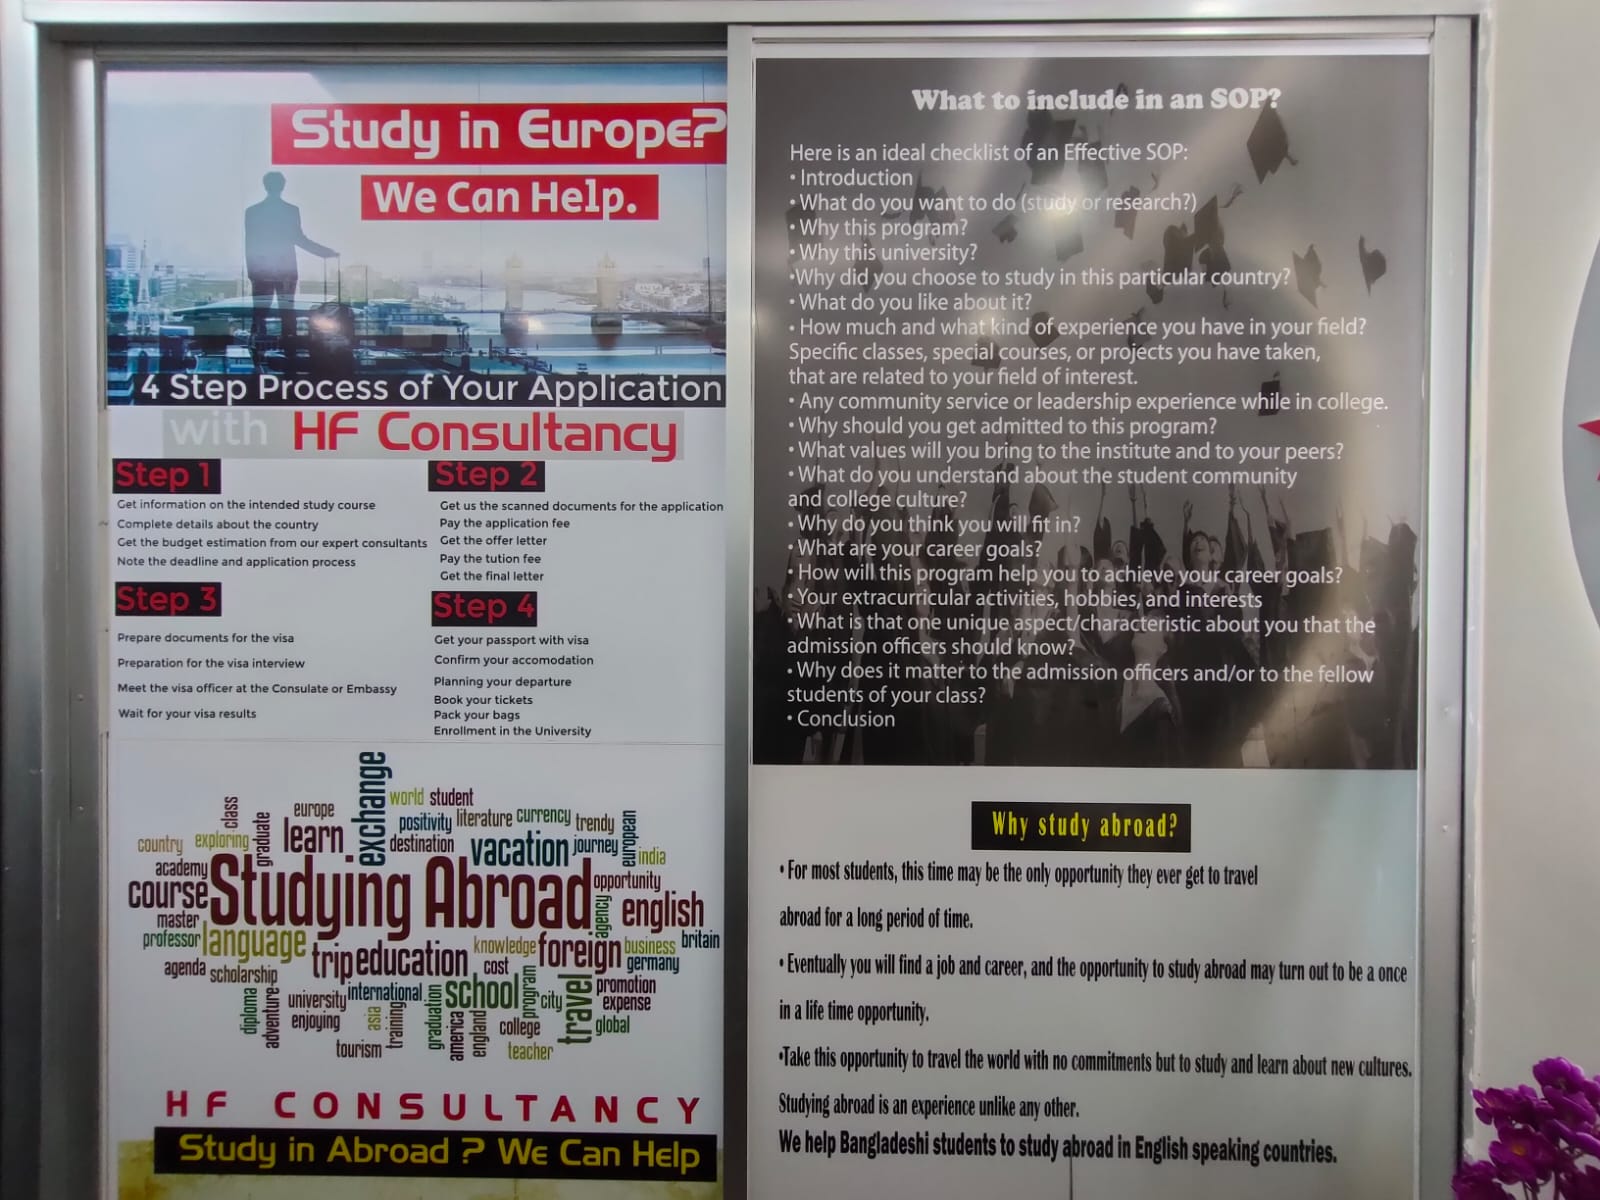 Study in Europe?
We Can Help.
4 Step Process of Your Application
with HF Consultancy
Step 1
Get information on the intended study course
Complete details about the country
Get the budget estimation from our expert consultants
Note the deadline and application process
Step 2
Get us the scanned documents for the application
Pay the application fee
Get the offer letter
Pay the tution fee
Get the final letter
Step 3
Prepare documents for the visa
Preparation for the visa interview
Meet the visa officer at the Consulate or Embassy
Wait for your visa results
Step 4
Get your passport with visa
Confirm your accomodation
Planning your departure
Book your tickets
Pack your bags
Enrollment in the University
exchange
world student
class
europe
positivity literature currency trendy
country exploring graduate learn destination vacation journey european india
academy
course Studying Abroad opportunity
master agency english
professor language trip education knowledge foreign business britain
agenda scholarship cost germany
diploma adventure university international school program city travel promotion
expense
enjoying asia training graduation america england college global
tourism teacher
HF CONSULTANCY
Study in Abroad ? We Can Help
What to include in an SOP?
Here is an ideal checklist of an Effective SOP:
• Introduction
• What do you want to do (study or research?)
• Why this program?
• Why this university?
•Why did you choose to study in this particular country?
• What do you like about it?
• How much and what kind of experience you have in your field?
Specific classes, special courses, or projects you have taken,
that are related to your field of interest.
• Any community service or leadership experience while in college.
• Why should you get admitted to this program?
• What values will you bring to the institute and to your peers?
• What do you understand about the student community
and college culture?
• Why do you think you will fit in?
• What are your career goals?
• How will this program help you to achieve your career goals?
• Your extracurricular activities, hobbies, and interests
• What is that one unique aspect/characteristic about you that the
admission officers should know?
• Why does it matter to the admission officers and/or to the fellow
students of your class?
• Conclusion
Why study abroad?
• For most students, this time may be the only opportunity they ever get to travel
abroad for a long period of time.
• Eventually you will find a job and career, and the opportunity to study abroad may turn out to be a once
in a life time opportunity.
•Take this opportunity to travel the world with no commitments but to study and learn about new cultures.
Studying abroad is an experience unlike any other.
We help Bangladeshi students to study abroad in English speaking countries.